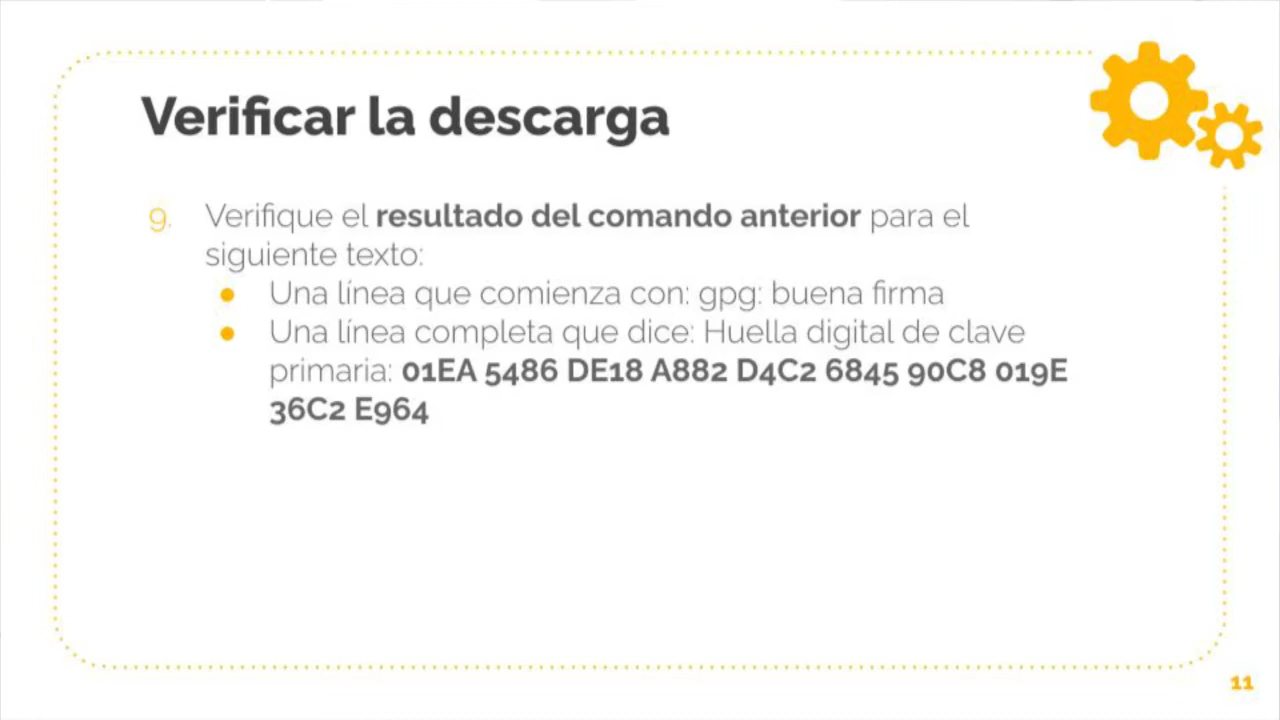 Verificar la descarga
9. Verifique el resultado del comando anterior para el
siguiente texto:
● Una línea que comienza con: gpg: buena firma
● Una línea completa que dice: Huella digital de clave
primaria: 01EA 5486 DE18 A882 D4C2 6845 90C8 019E
36C2 E964
11